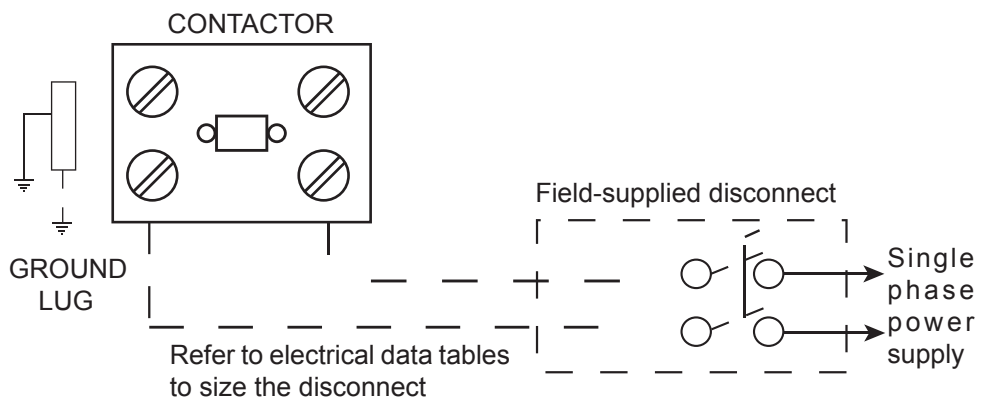 CONTACTOR
GROUND
LUG
Field-supplied disconnect
Single
phase
power
supply
Refer to electrical data tables
to size the disconnect